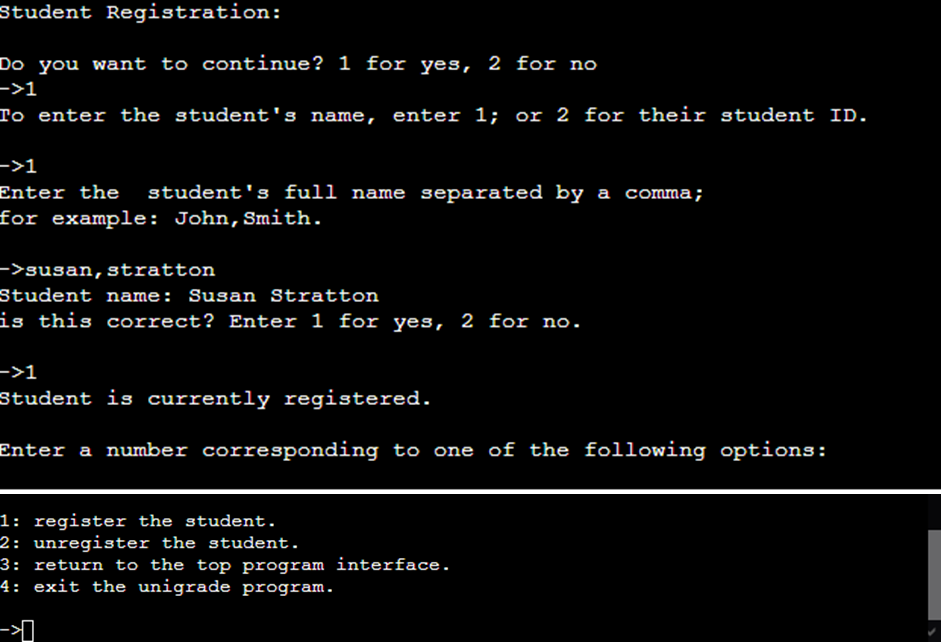 Student Registration:
Do you want to continue? 1 for yes, 2 for no
->1
To enter the student's name, enter 1; or 2 for their student ID.
->1
Enter the  student's full name separated by a comma;
for example: John,Smith.
->susan,stratton
Student name: Susan Stratton
is this correct? Enter 1 for yes, 2 for no.
->1
Student is currently registered.
Enter a number corresponding to one of the following options:
1: register the student.
2: unregister the student.
3: return to the top program interface.
4: exit the unigrade program.
->